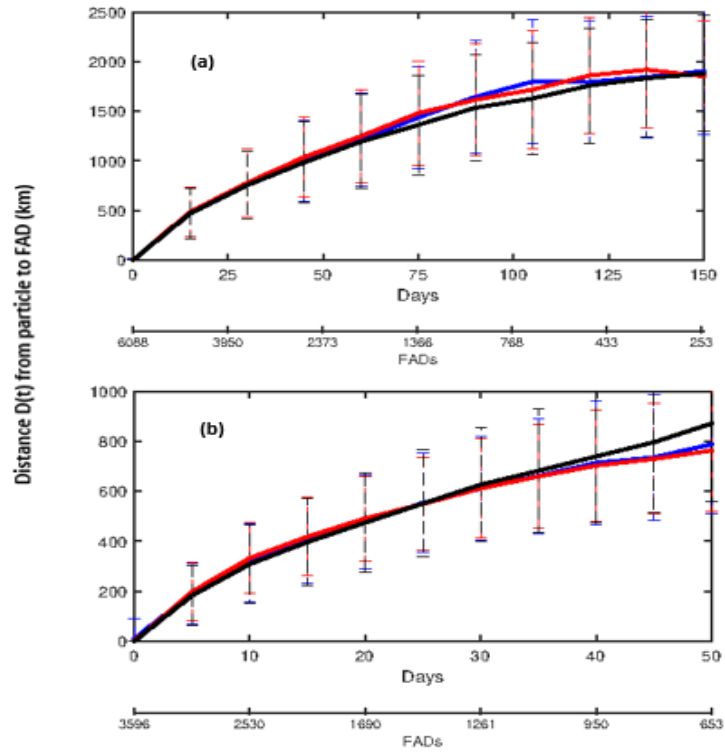 Distance D(t) from particle to FAD (km)
(a)
2500
2000
1500
1000
500
0
0 25 50 75 100 125 150
Days
6088 3950 2373 1366 768 433 253
FADs
(b)
1000
800
600
400
200
0
0 10 20 30 40 50
Days
3596 2530 1690 1261 950 653
FADs